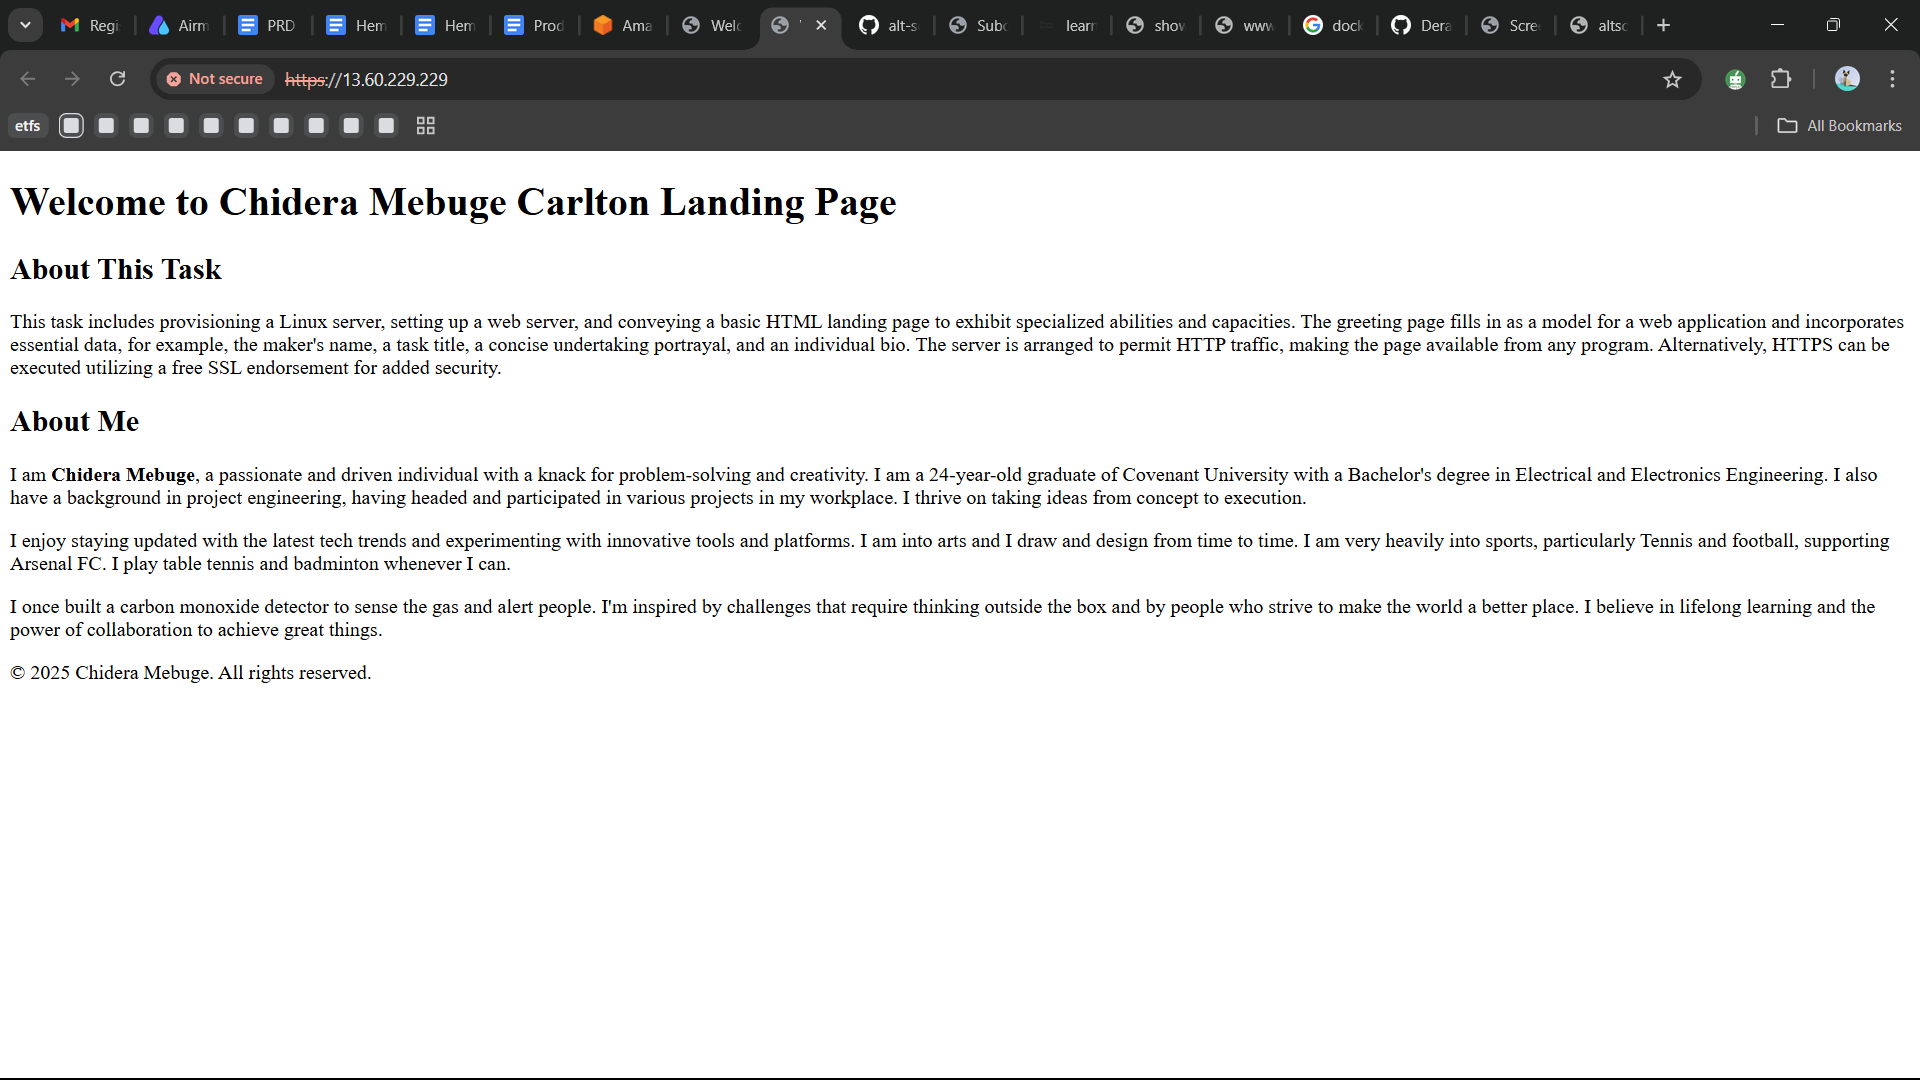 Regi
Airm
PRD
Hem
Hem
Prod
Ama
Welc
alt-s
Subc
learn
show
www
dock
Dera
Scre
altsc
Not secure
https://13.60.229.229
etfs
All Bookmarks
Welcome to Chidera Mebuge Carlton Landing Page
About This Task
This task includes provisioning a Linux server, setting up a web server, and conveying a basic HTML landing page to exhibit specialized abilities and capacities. The greeting page fills in as a model for a web application and incorporates
essential data, for example, the maker's name, a task title, a concise undertaking portrayal, and an individual bio. The server is arranged to permit HTTP traffic, making the page available from any program. Alternatively, HTTPS can be
executed utilizing a free SSL endorsement for added security.
About Me
I am Chidera Mebuge, a passionate and driven individual with a knack for problem-solving and creativity. I am a 24-year-old graduate of Covenant University with a Bachelor's degree in Electrical and Electronics Engineering. I also
have a background in project engineering, having headed and participated in various projects in my workplace. I thrive on taking ideas from concept to execution.
I enjoy staying updated with the latest tech trends and experimenting with innovative tools and platforms. I am into arts and I draw and design from time to time. I am very heavily into sports, particularly Tennis and football, supporting
Arsenal FC. I play table tennis and badminton whenever I can.
I once built a carbon monoxide detector to sense the gas and alert people. I'm inspired by challenges that require thinking outside the box and by people who strive to make the world a better place. I believe in lifelong learning and the
power of collaboration to achieve great things.
© 2025 Chidera Mebuge. All rights reserved.